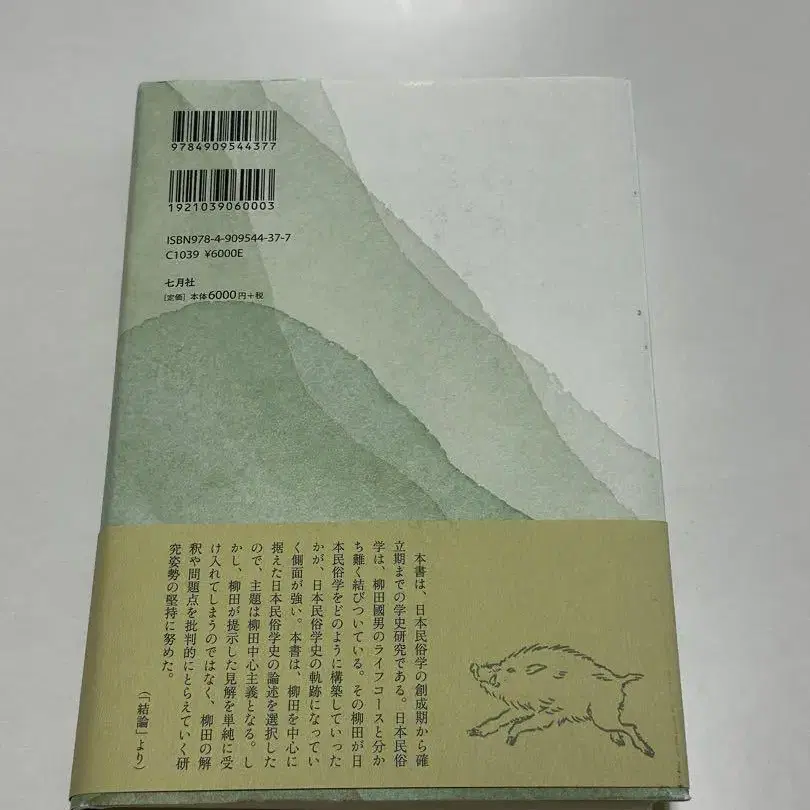 9784909544377
1921039060003
ISBN978-4-909544-37-7
C1039 ¥6000E
七月社
[定価] 本体6000円+税
本書は、日本民俗学の創成期から確
立期までの学史研究である。日本民俗
学は、柳田國男のライフコースと分か
ち難く結びついている。その柳田が日
本民俗学をどのように構築していった
かが、日本民俗学史の軌跡になってい
く側面が強い。本書は、柳田を中心に
据えた日本民俗学史の論述を選択した
ので、主題は柳田中心主義となる。し
かし、柳田が提示した見解を単純に受
け入れてしまうのではなく、柳田の解
釈や問題点を批判的にとらえていく研
究姿勢の堅持に努めた。
(「結論」より)